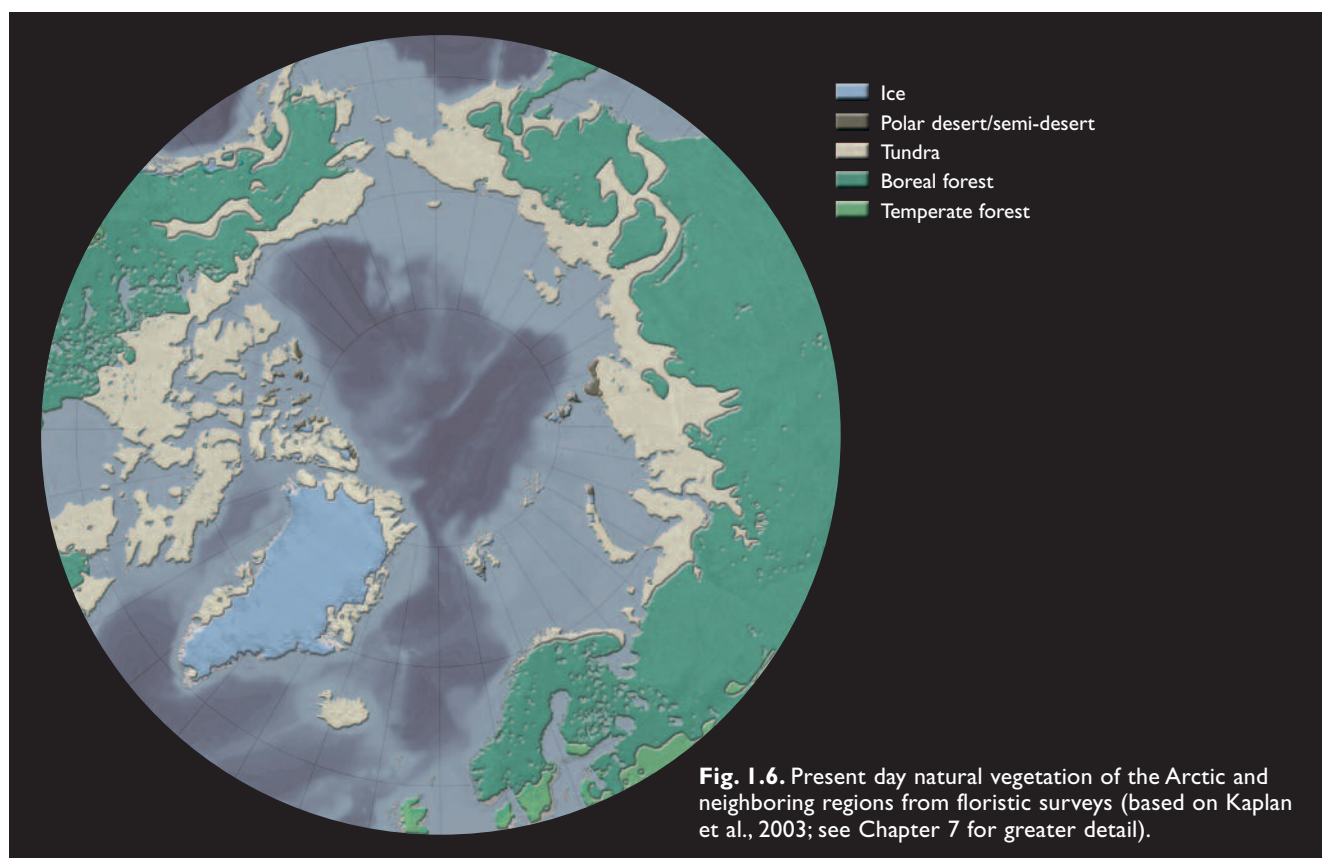 Ice
Polar desert/semi-desert
Tundra
Boreal forest
Temperate forest
Fig. 1.6. Present day natural vegetation of the Arctic and
neighboring regions from floristic surveys (based on Kaplan
et al., 2003; see Chapter 7 for greater detail).